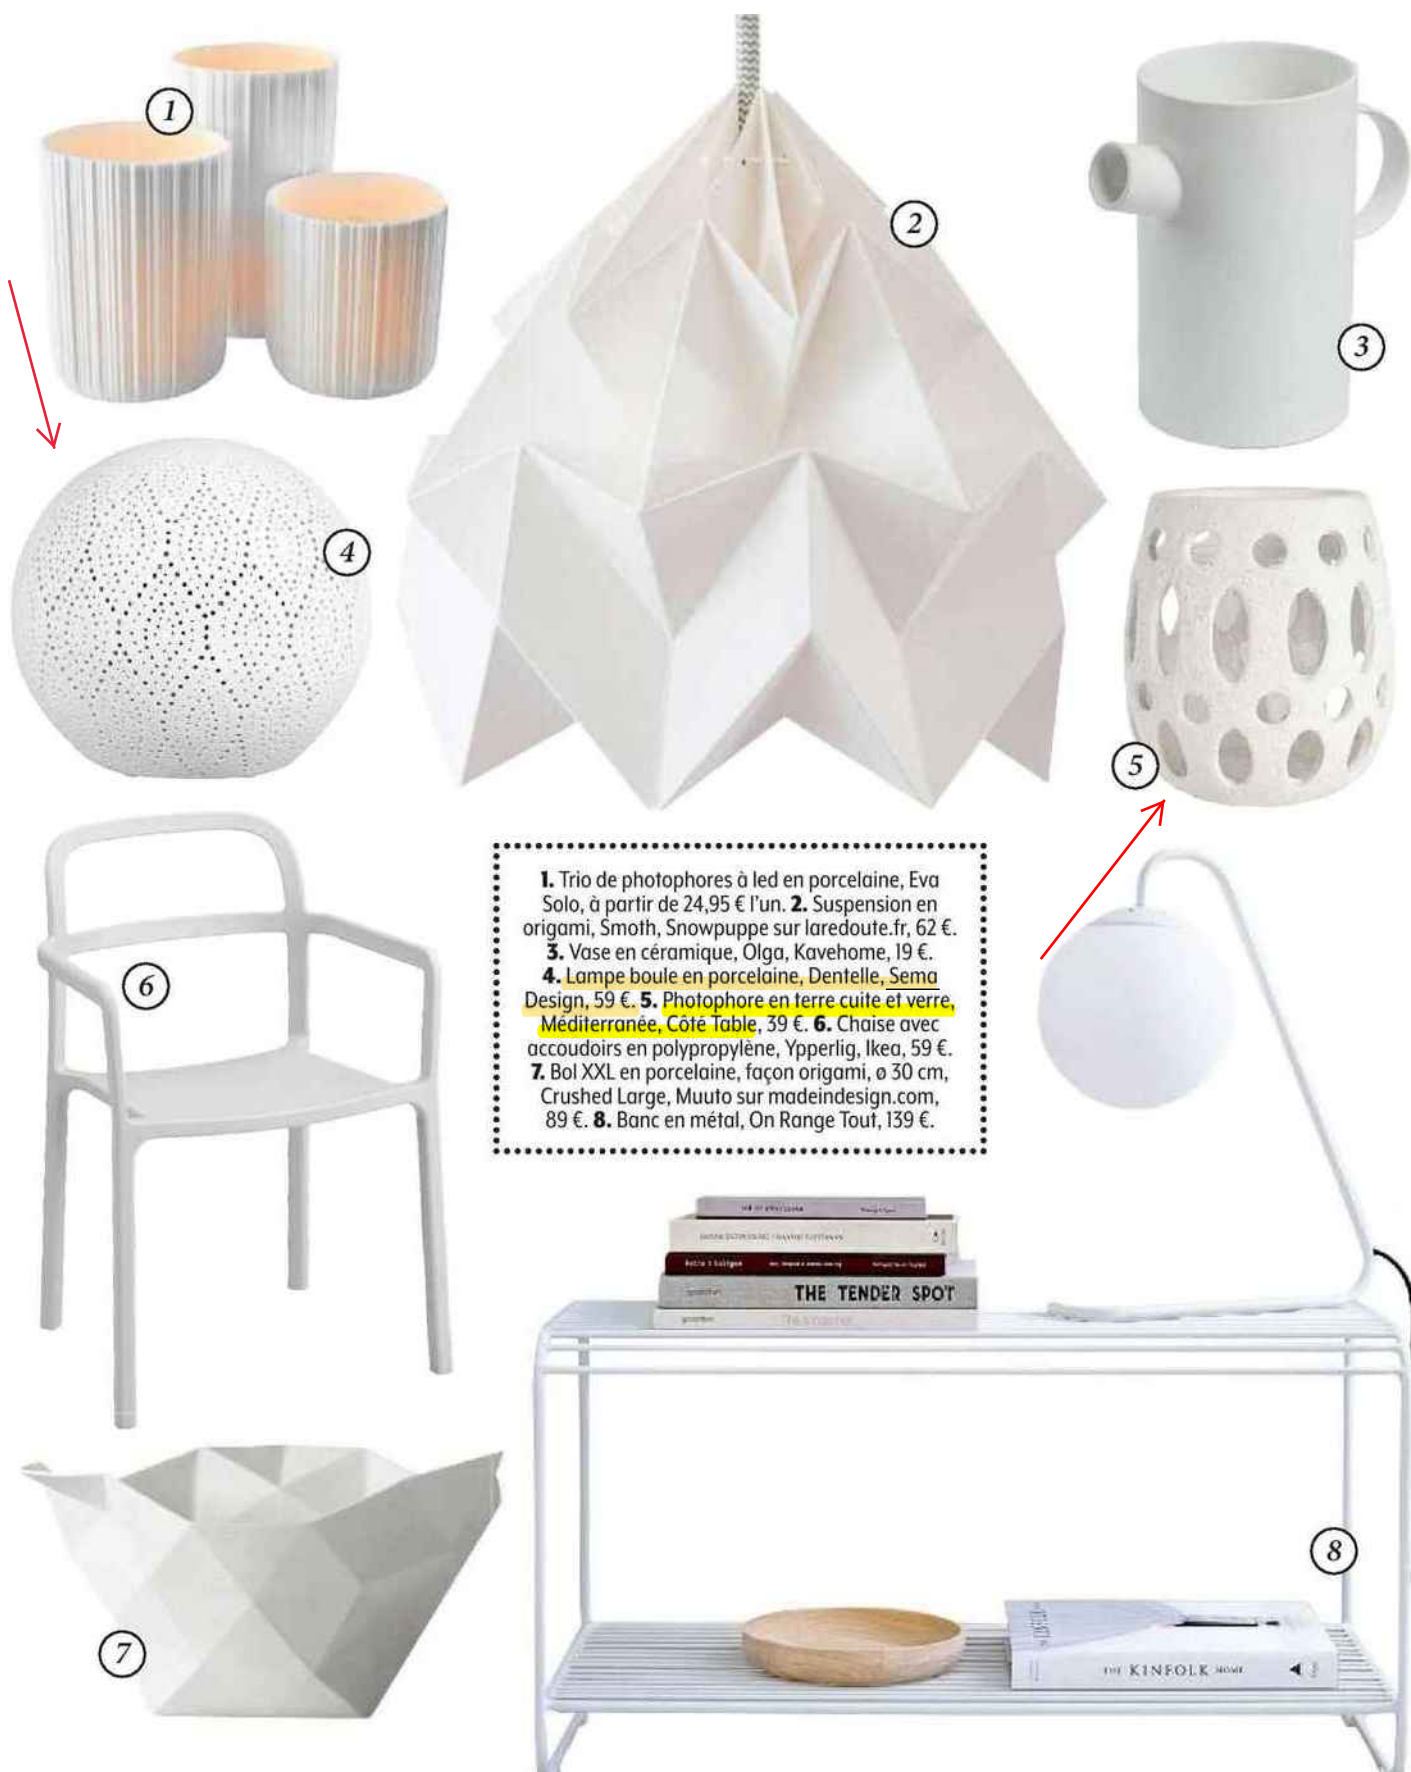 1
2
3
4
5
6
1. Trio de photophores à led en porcelaine, Eva
Solo, à partir de 24,95 € l'un. 2. Suspension en
origami, Smoth, Snowpuppe sur laredoute.fr, 62 €.
3. Vase en céramique, Olga, Kavehome, 19 €.
4. Lampe boule en porcelaine, Dentelle, Sema
Design, 59 €. 5. Photophore en terre cuite et verre,
Méditerranée, Côté Table, 39 €. 6. Chaise avec
accoudoirs en polypropylène, Ypperlig, Ikea, 59 €.
7. Bol XXL en porcelaine, façon origami, ø 30 cm,
Crushed Large, Muuto sur madeindesign.com,
89 €. 8. Banc en métal, On Range Tout, 139 €.
THE TENDER SPOT
8
7
THE KINFOLK HOME